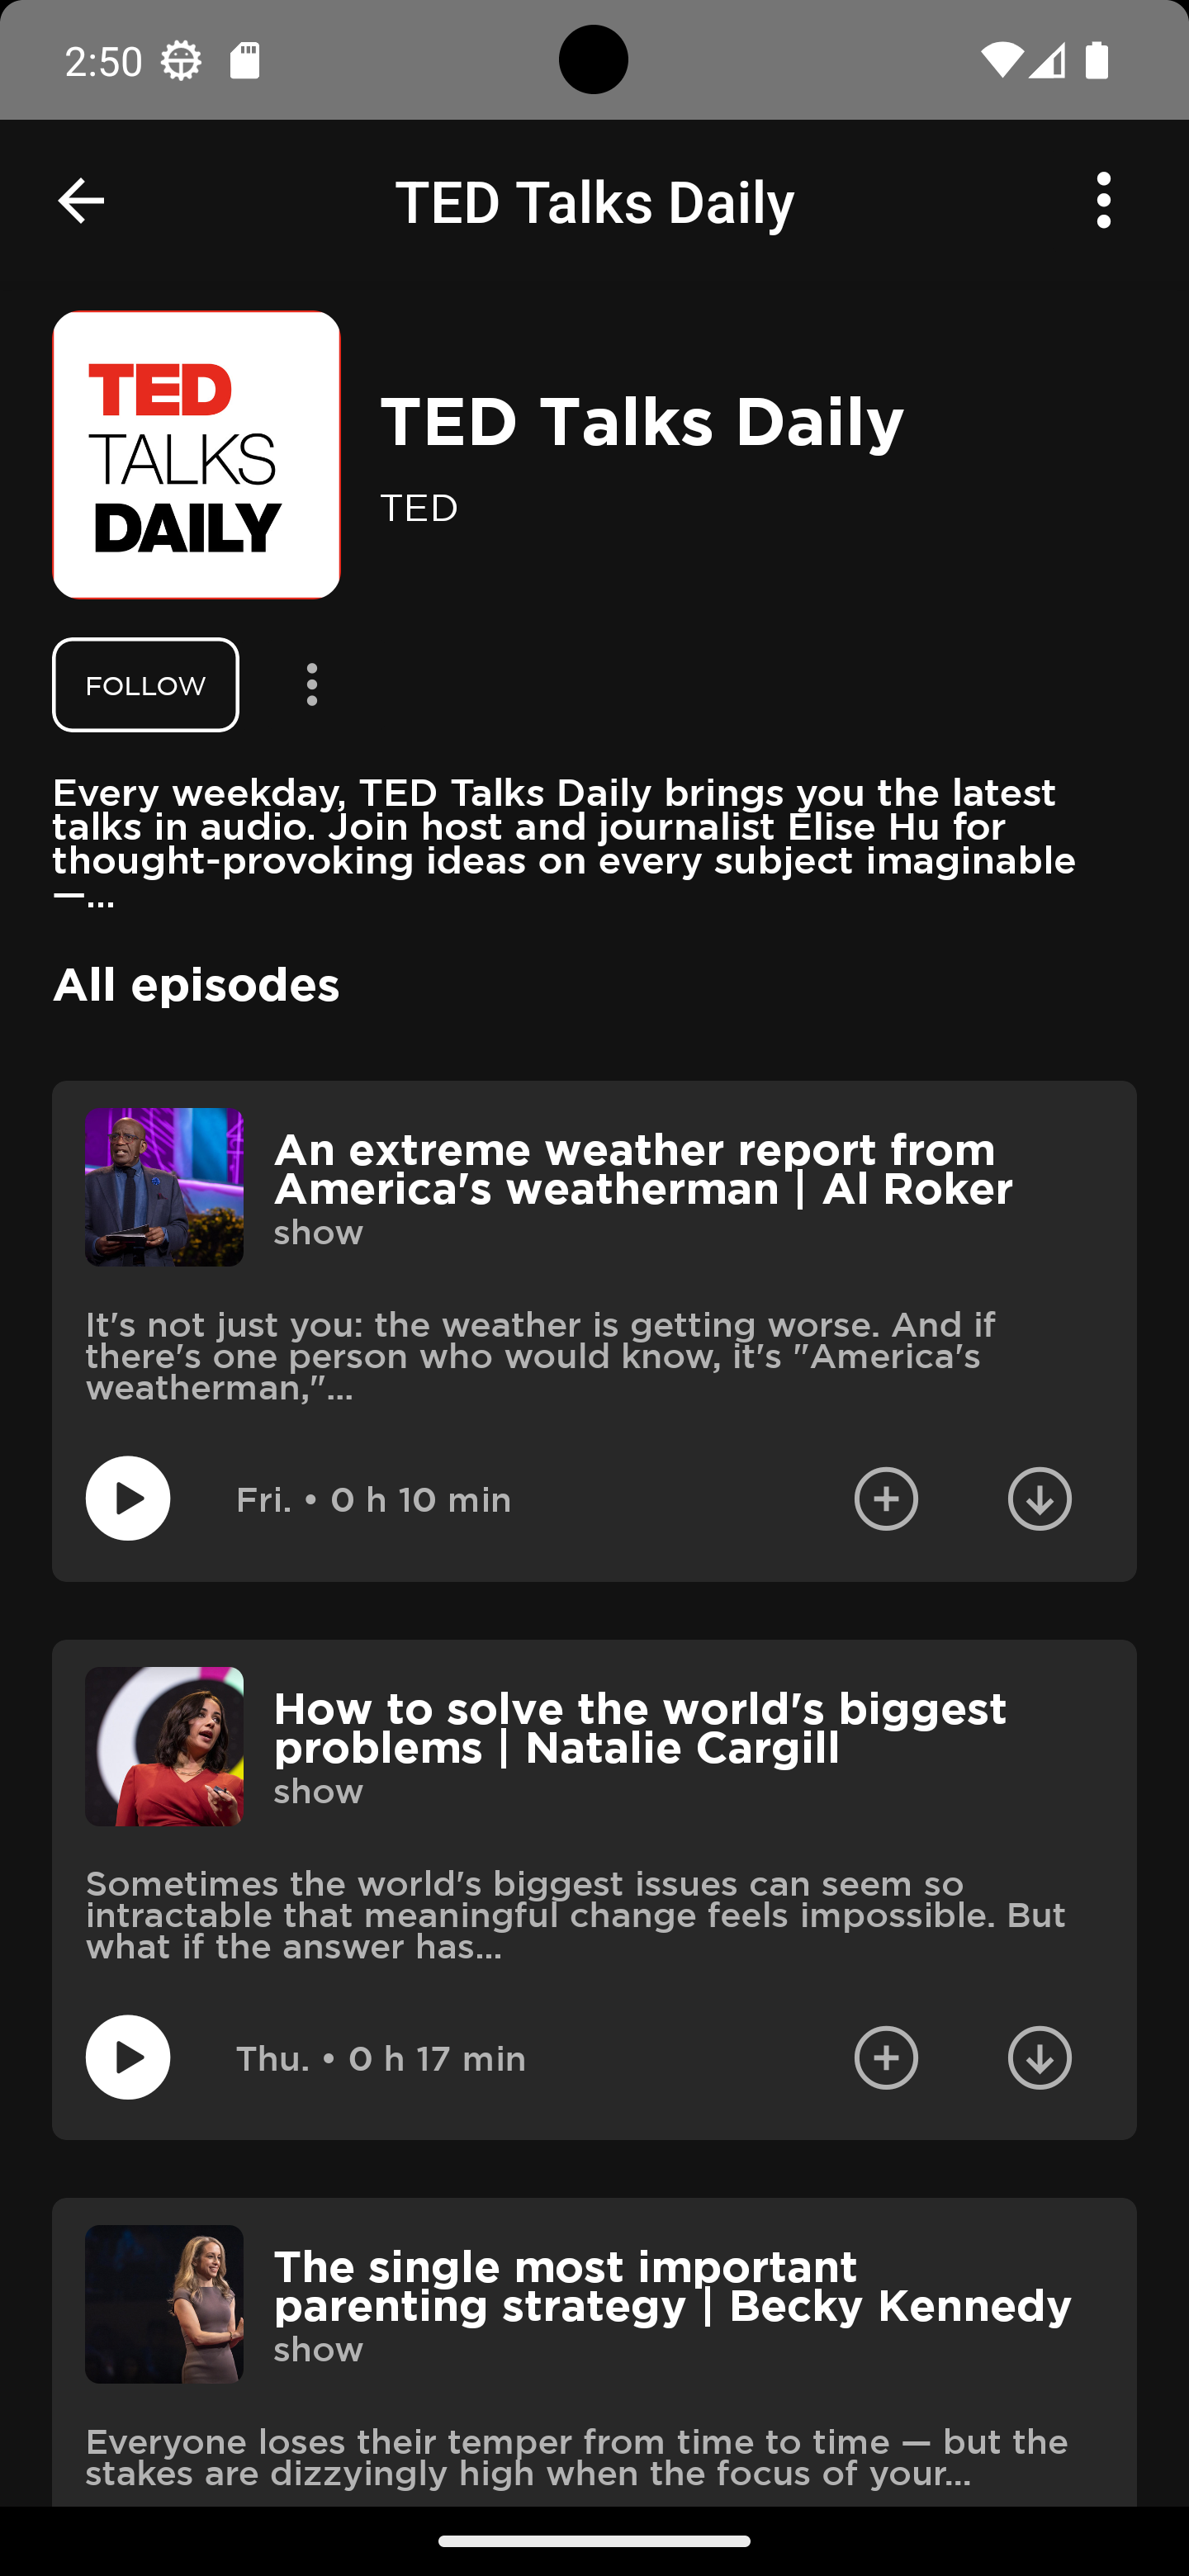 2:50
TED Talks Daily
TED
TALKS
DAILY
TED Talks Daily
TED
FOLLOW
Every weekday, TED Talks Daily brings you the latest
talks in audio. Join host and journalist Elise Hu for
thought-provoking ideas on every subject imaginable
—...
All episodes
An extreme weather report from
America's weatherman | Al Roker
show
It's not just you: the weather is getting worse. And if
there's one person who would know, it's "America's
weatherman,"...
Fri. • 0 h 10 min
How to solve the world's biggest
problems | Natalie Cargill
show
Sometimes the world's biggest issues can seem so
intractable that meaningful change feels impossible. But
what if the answer has...
Thu. • 0 h 17 min
The single most important
parenting strategy | Becky Kennedy
show
Everyone loses their temper from time to time — but the
stakes are dizzyingly high when the focus of your...